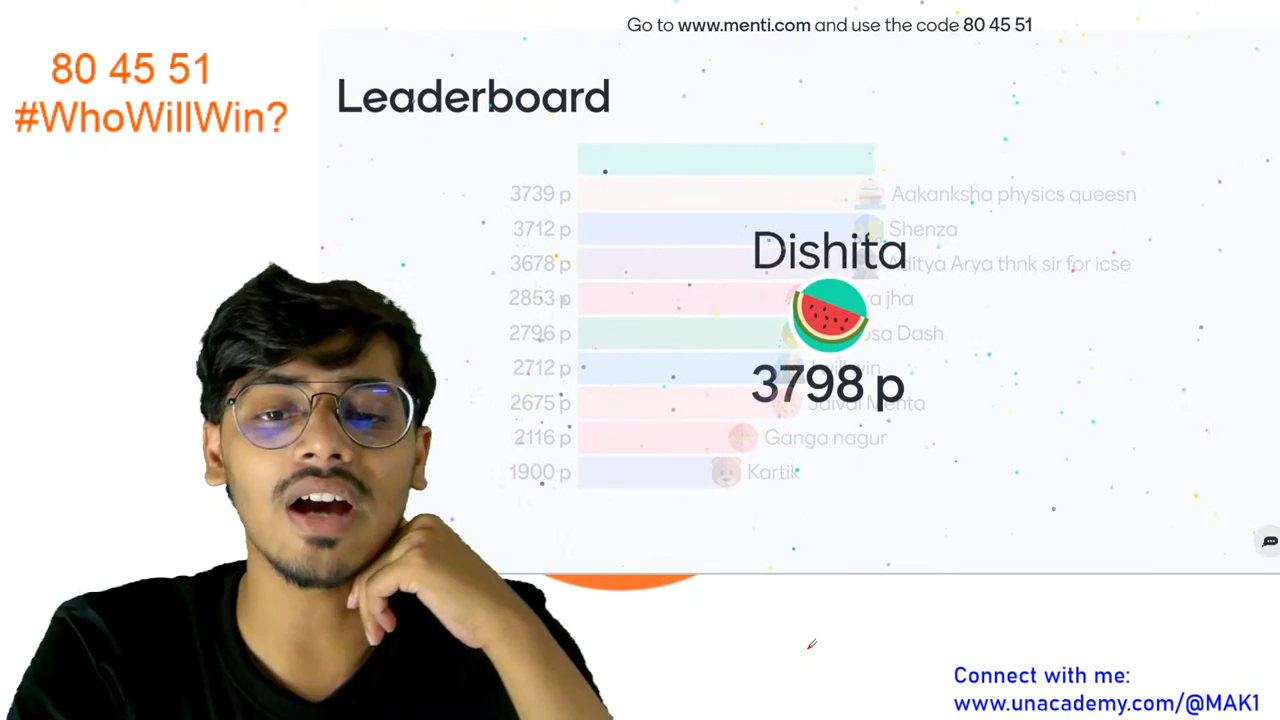 Go to www.menti.com and use the code 80 45 51
80 45 51
#WhoWillWin?
Leaderboard
3739 p Aakanksha physics queesn
3712 p Shenza
Dishita
3678 p Aditya Arya thnk sir for icse
2853 p jha
2796 p Dash
2712 p
3798 p
2675 p
2116 p Ganga nagur
1900 p Kartik
Connect with me:
www.unacademy.com/@MAK1